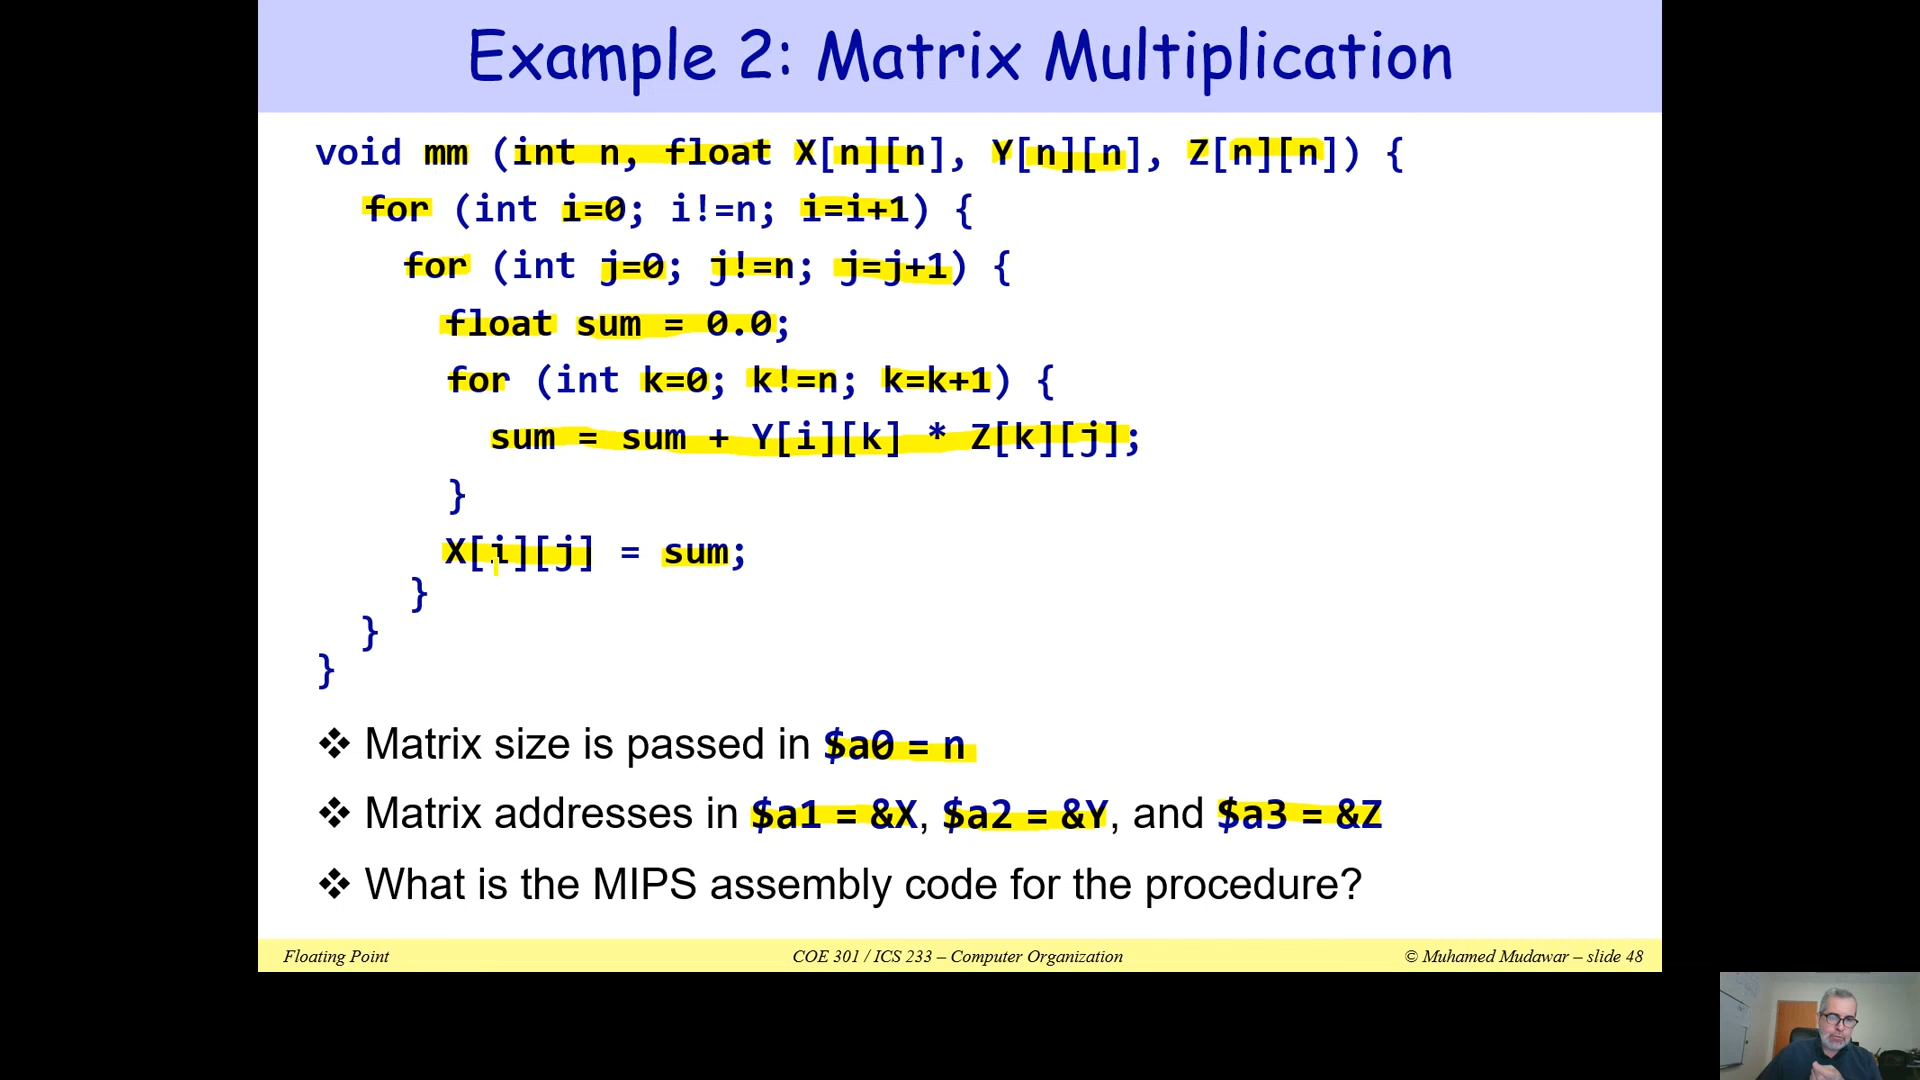 Example 2: Matrix Multiplication
void mm (int n, float X[n][n], Y[n][n], Z[n][n]) {
for (int i=0; i!=n; i=i+1) {
for (int j=0; j!=n; j=j+1) {
float sum = 0.0;
for (int k=0; k!=n; k=k+1) {
sum = sum + Y[i][k] * Z[k][j];
}
X[i][j] = sum;
}
}
}
❖ Matrix size is passed in $a0 = n
❖ Matrix addresses in $a1 = &X, $a2 = &Y, and $a3 = &Z
❖ What is the MIPS assembly code for the procedure?
Floating Point COE 301 / ICS 233 – Computer Organization © Muhamed Mudawar – slide 48